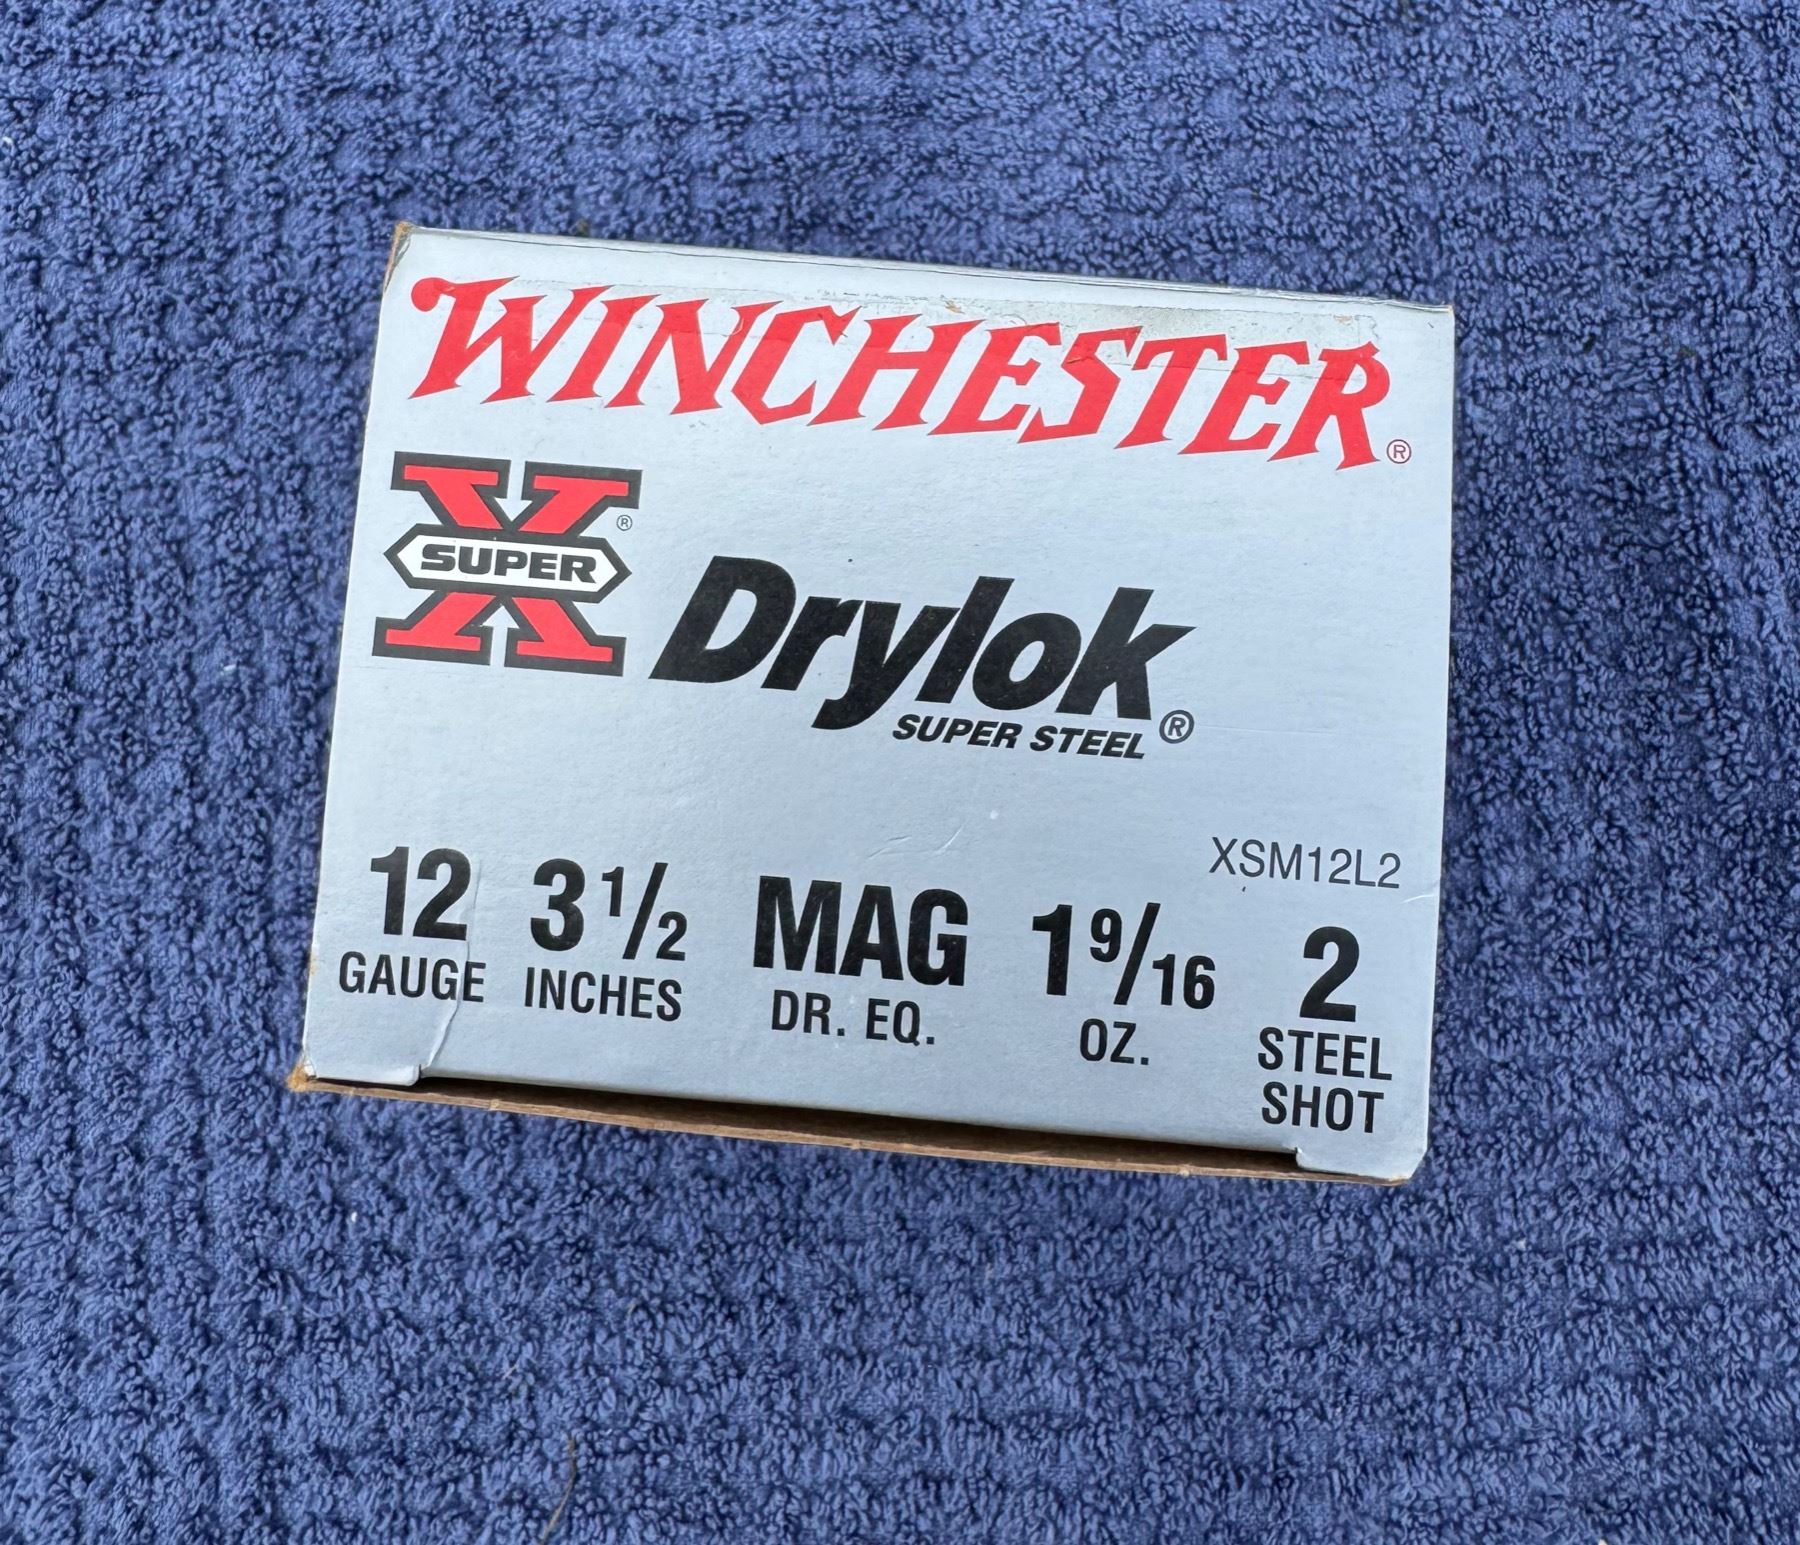 WINCHESTER®
X SUPER ®
Drylok®
SUPER STEEL
XSM12L2
12 3 1/2 MAG 1 9/16 2
GAUGE INCHES DR. EQ. OZ. STEEL
SHOT